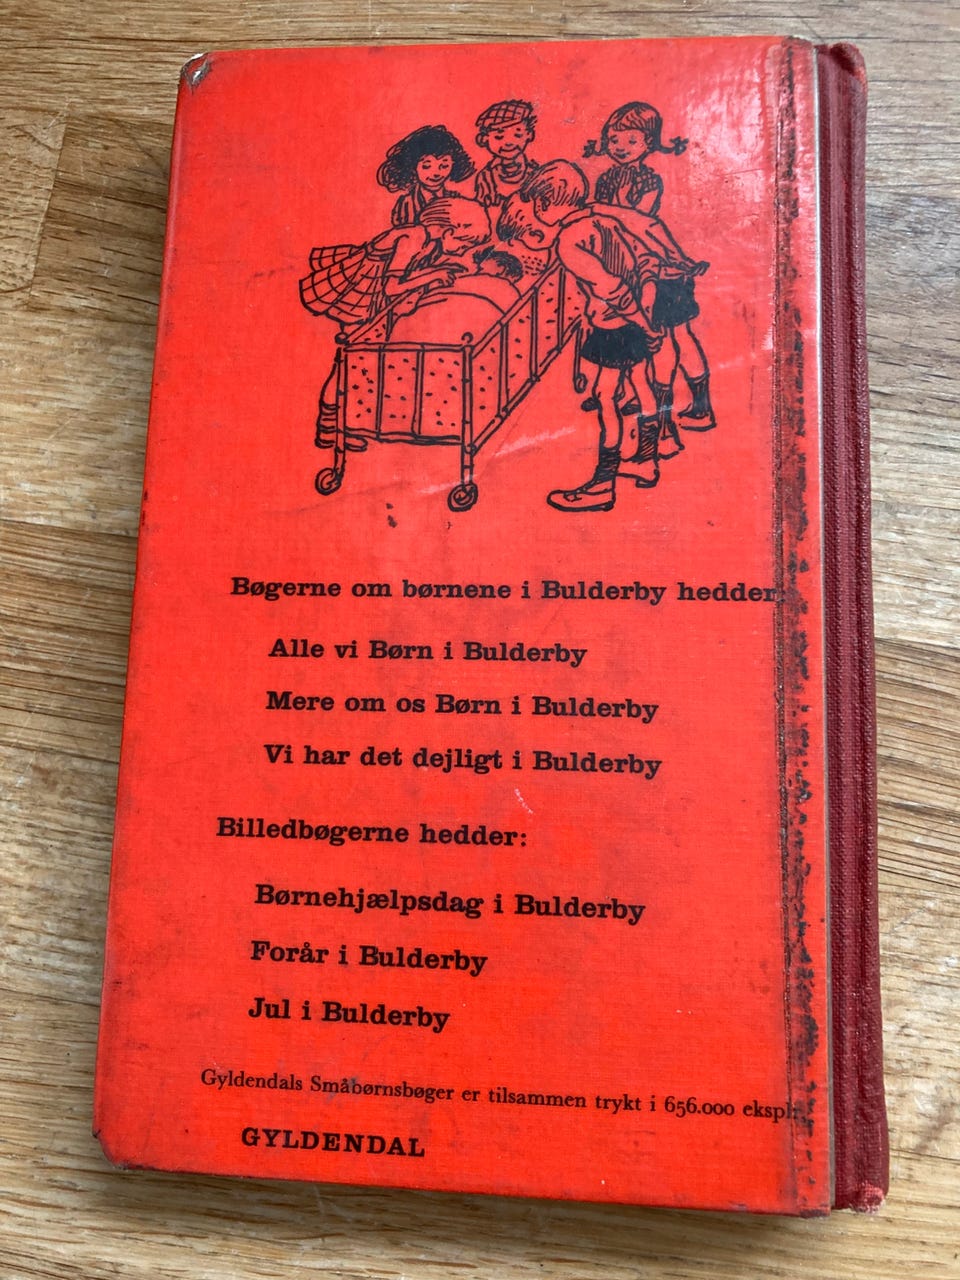 Bøgerne om børnene i Bulderby hedder
Alle vi Børn i Bulderby
Mere om os Børn i Bulderby
Vi har det dejligt i Bulderby
Billedbøgerne hedder:
Børnehjælpsdag i Bulderby
Forår i Bulderby
Jul i Bulderby
Gyldendals Småbørnsbøger er tilsammen trykt i 656.000
GYLDENDAL